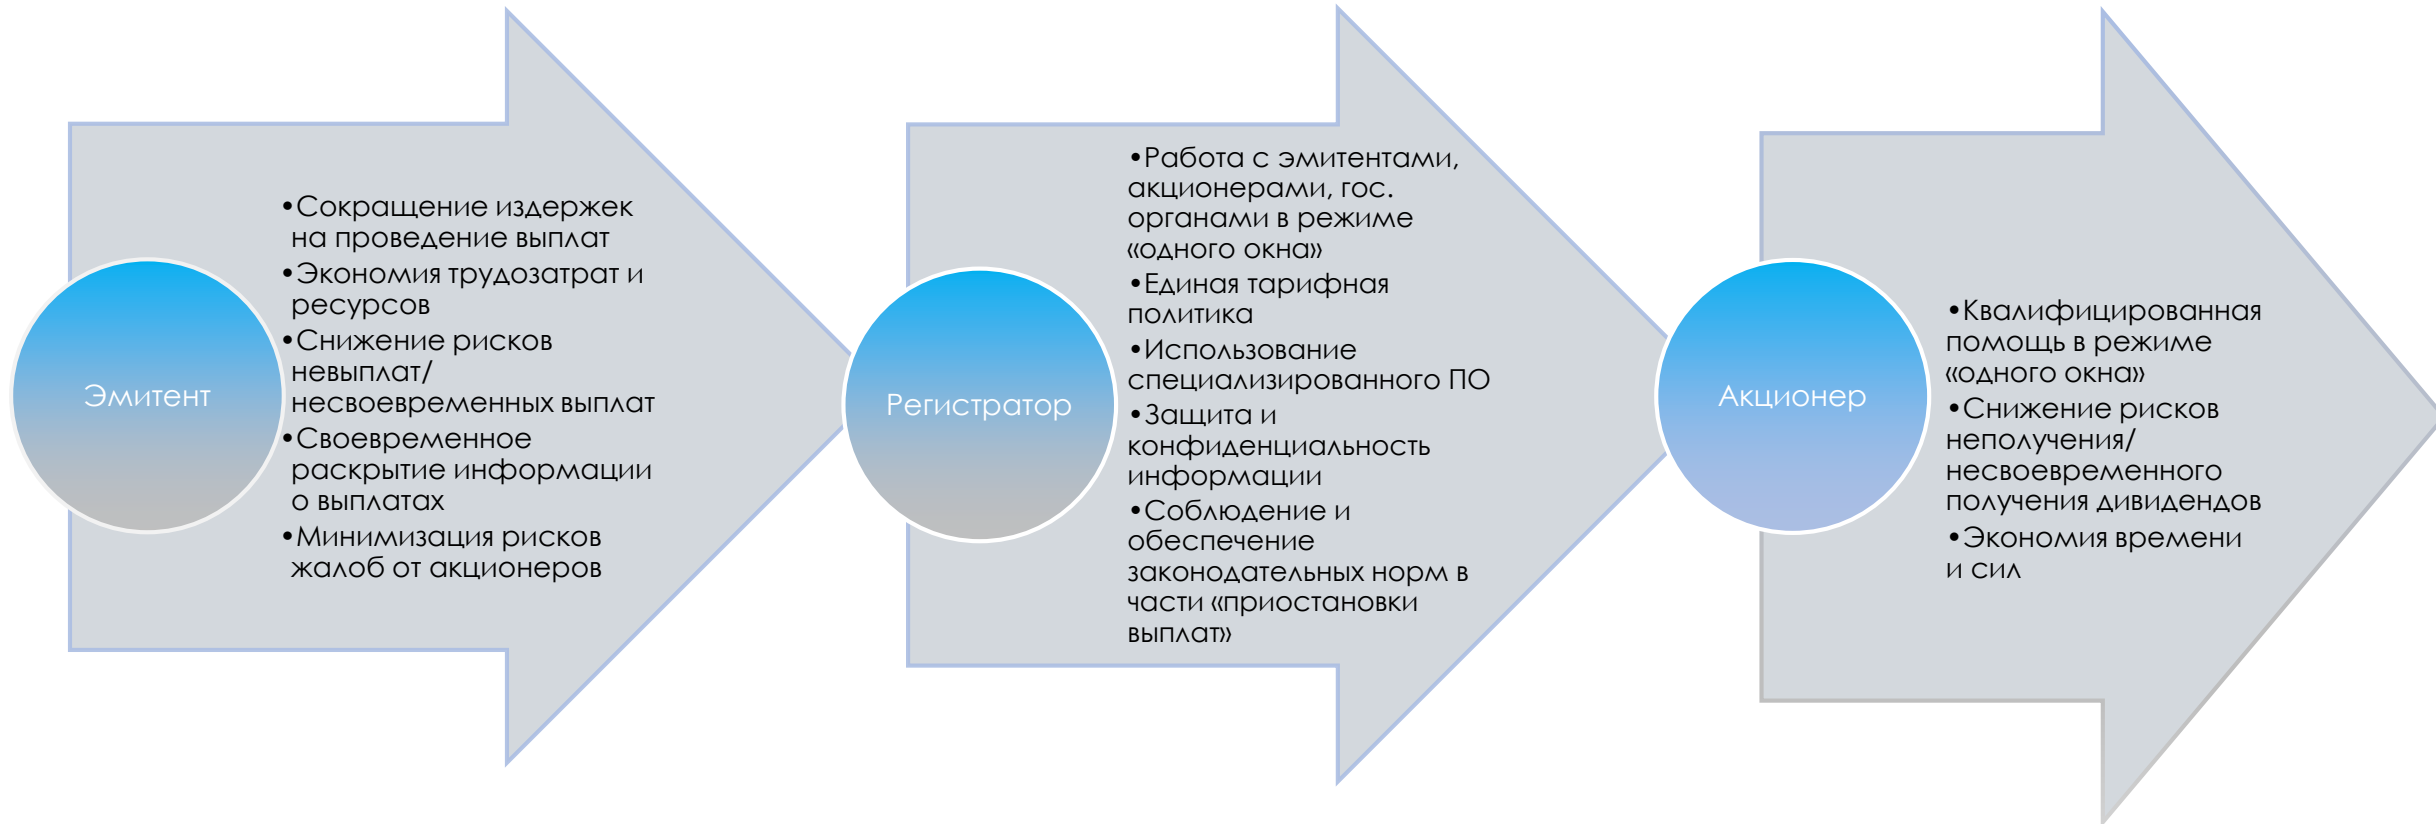 Эмитент
•Сокращение издержек
на проведение выплат
•Экономия трудозатрат и
ресурсов
•Снижение рисков
невыплат/
несвоевременных выплат
•Своевременное
раскрытие информации
о выплатах
•Минимизация рисков
жалоб от акционеров
Регистратор
•Работа с эмитентами,
акционерами, гос.
органами в режиме
«одного окна»
•Единая тарифная
политика
•Использование
специализированного ПО
•Защита и
конфиденциальность
информации
•Соблюдение и
обеспечение
законодательных норм в
части «приостановки
выплат»
Акционер
•Квалифицированная
помощь в режиме
«одного окна»
•Снижение рисков
неполучения/
несвоевременного
получения дивидендов
•Экономия времени
и сил